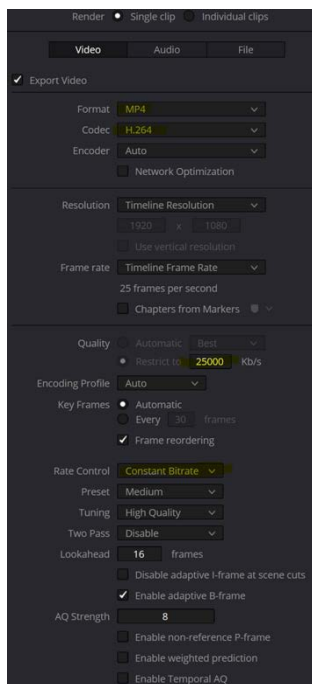 Render Single clip Individual clips
Video Audio File
Export Video
Format MP4
Codec H.264
Encoder Auto
Network Optimization
Resolution Timeline Resolution
1920 x 1080
Use vertical resolution
Frame rate Timeline Frame Rate
25 frames per second
Chapters from Markers
Quality Automatic Best
Restrict to 25000 Kb/s
Encoding Profile Auto
Key Frames Automatic
Every 30 frames
Frame reordering
Rate Control Constant Bitrate
Preset Medium
Tuning High Quality
Two Pass Disable
Lookahead 16 frames
Disable adaptive I-frame at scene cuts
Enable adaptive B-frame
AQ Strength 8
Enable non-reference P-frame
Enable weighted prediction
Enable Temporal AQ